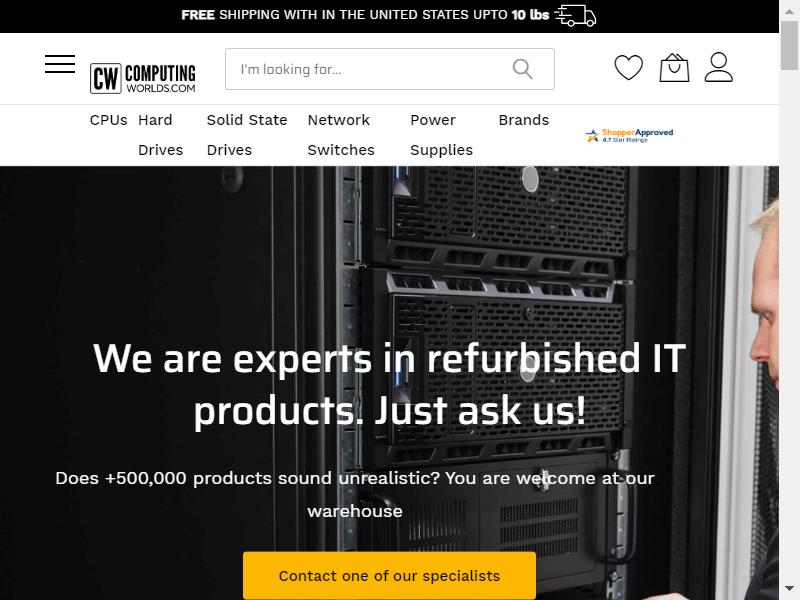 FREE SHIPPING WITH IN THE UNITED STATES UPTO 10 lbs
CW COMPUTING
WORLDS.COM
I'm looking for...
CPUs
Hard
Drives
Solid State
Drives
Network
Switches
Power
Supplies
Brands
ShopperApproved
4.7 Star Ratings
We are experts in refurbished IT
products. Just ask us!
Does +500,000 products sound unrealistic? You are welcome at our
warehouse
Contact one of our specialists